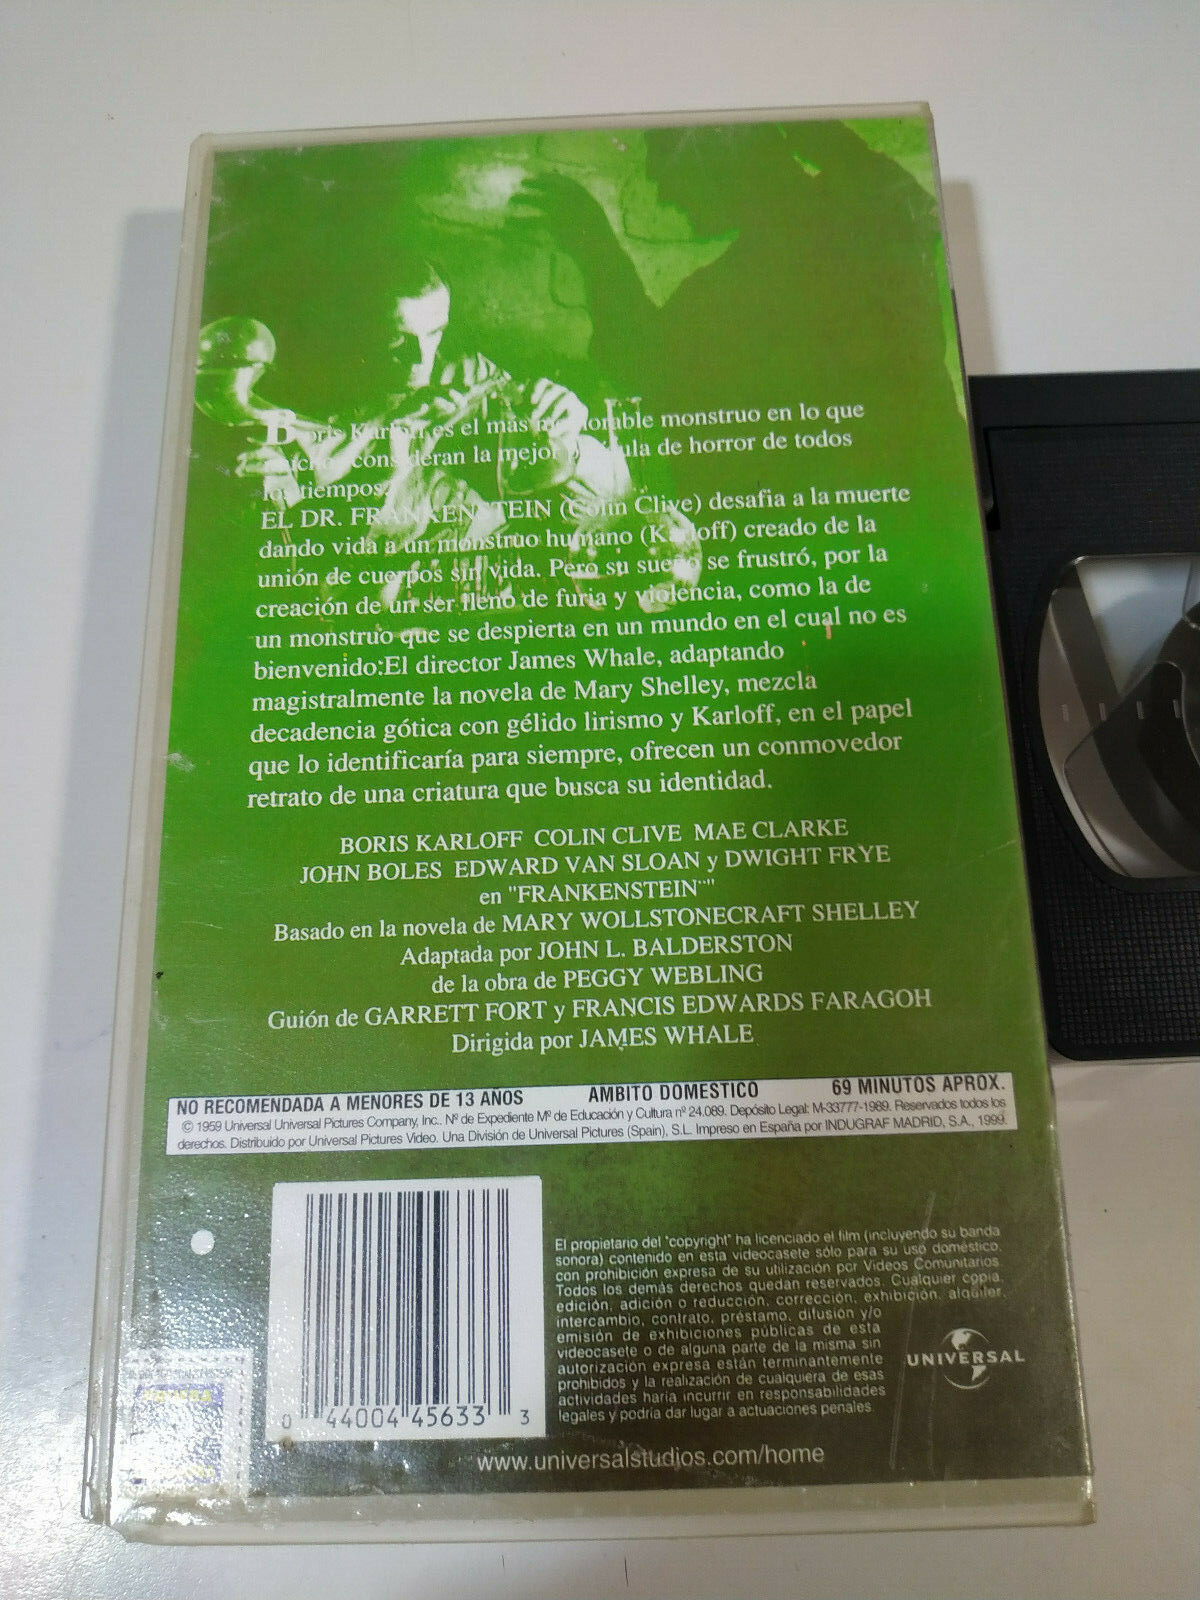 Boris Karloff es el más memorable monstruo en lo que
muchos consideran la mejor película de horror de todos
los tiempos.
EL DR. FRANKENSTEIN (Colin Clive) desafia a la muerte
dando vida a un monstruo humano (Karloff) creado de la
unión de cuerpos sin vida. Pero su sueño se frustró, por la
creación de un ser lleno de furia y violencia, como la de
un monstruo que se despierta en un mundo en el cual no es
bienvenido:El director James Whale, adaptando
magistralmente la novela de Mary Shelley, mezcla
decadencia gótica con gélido lirismo y Karloff, en el papel
que lo identificaría para siempre, ofrecen un conmovedor
retrato de una criatura que busca su identidad.
BORIS KARLOFF COLIN CLIVE MAE CLARKE
JOHN BOLES EDWARD VAN SLOAN y DWIGHT FRYE
en "FRANKENSTEIN¨"
Basado en la novela de MARY WOLLSTONECRAFT SHELLEY
Adaptada por JOHN L. BALDERSTON
de la obra de PEGGY WEBLING
Guión de GARRETT FORT y FRANCIS EDWARDS FARAGOH
Dirigida por JAMES WHALE
NO RECOMENDADA A MENORES DE 13 AÑOS AMBITO DOMESTICO 69 MINUTOS APROX.
© 1959 Universal Universal Pictures Company, Inc.. Nº de Expediente Mº de Educación y Cultura nº 24.089. Depósito Legal: M-33777-1989. Reservados todos los
derechos. Distribuido por Universal Pictures Video. Una División de Universal Pictures (Spain), S.L. Impreso en España por INDUGRAF MADRID, S.A., 1999.
El propietario del "copyright" ha licenciado el film (incluyendo su banda
sonora) contenido en esta videocasete sólo para su uso doméstico,
con prohibición expresa de su utilización por Videos Comunitarios.
Todos los demás derechos quedan reservados. Cualquier copia,
edición, adición o reducción, corrección, exhibición, alquiler,
intercambio, contrato, préstamo, difusión y/o
emisión de exhibiciones públicas de esta
videocasete o de alguna parte de la misma sin
autorización expresa están terminantemente
prohibidos y la realización de cualquiera de esas
actividades haría incurrir en responsabilidades
legales y podría dar lugar a actuaciones penales.
UNIVERSAL
0 44004 45633 3
www.universalstudios.com/home